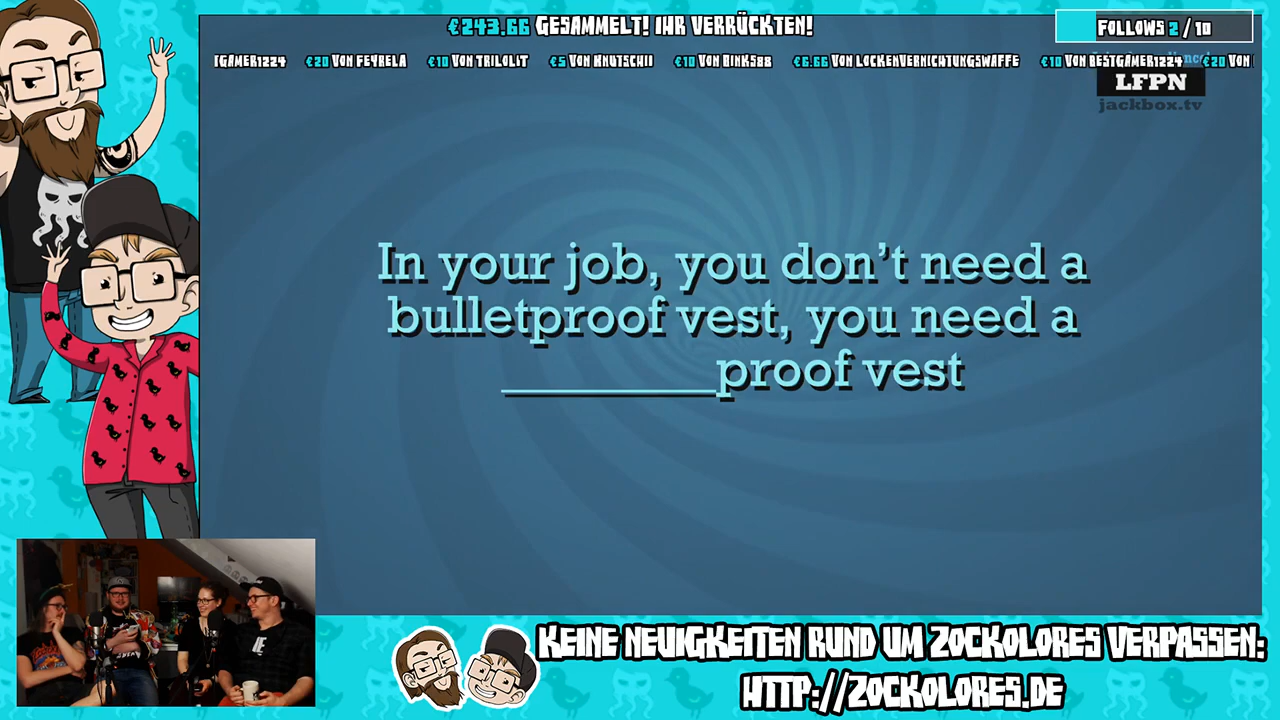 €243.66 GESAMMELT! IHR VERRÜCKTEN!
FOLLOWS 2 / 10
IGAMER1224 €20 VON FEYRELA €10 VON TRILOLIT €5 VON KNUTSCHII €10 VON BINKS88 €6.66 VON LOCKENVERNICHTUNGSWAFFE €10 VON BESTGAMER1224 €20 VON
LFPN
jackbox.tv
In your job, you don't need a
bulletproof vest, you need a
________proof vest
KEINE NEUIGKEITEN RUND UM ZOCKOLORES VERPASSEN:
HTTP://ZOCKOLORES.DE